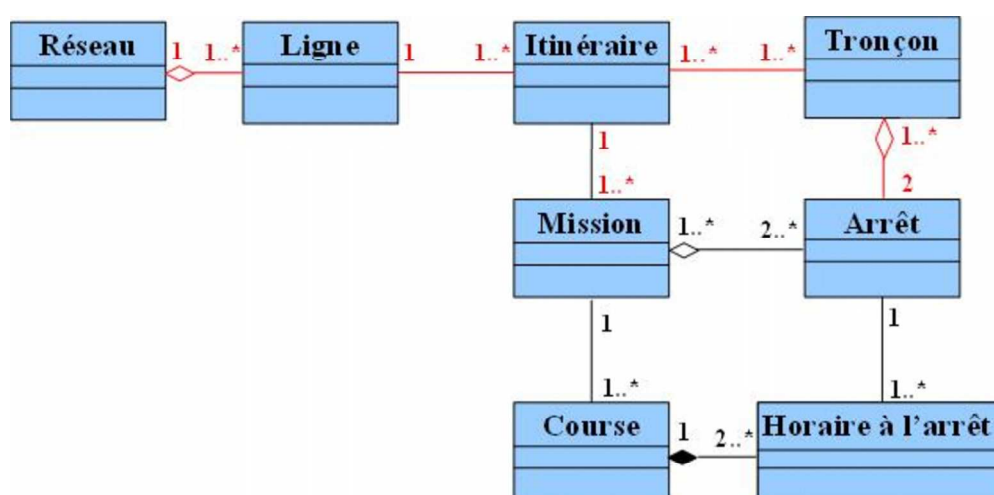 Réseau
1
1..*
Ligne
1
1..*
Itinéraire
1..*
1..*
Tronçon
1
1..*
1..*
2
Mission
1..*
2..*
Arrêt
1
1..*
1
1..*
Course
1
2..*
Horaire à l'arrêt